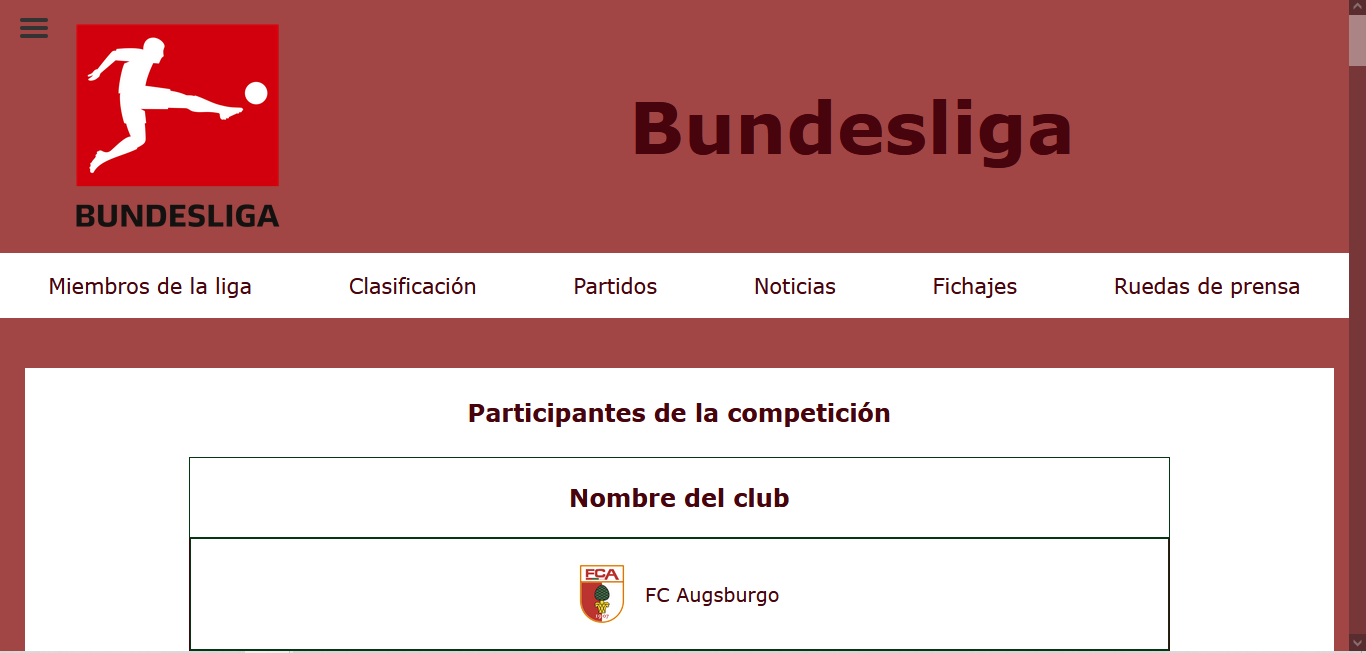 BUNDESLIGA
Bundesliga
Miembros de la liga
Clasificación
Partidos
Noticias
Fichajes
Ruedas de prensa
Participantes de la competición
Nombre del club
FCA
1907
FC Augsburgo